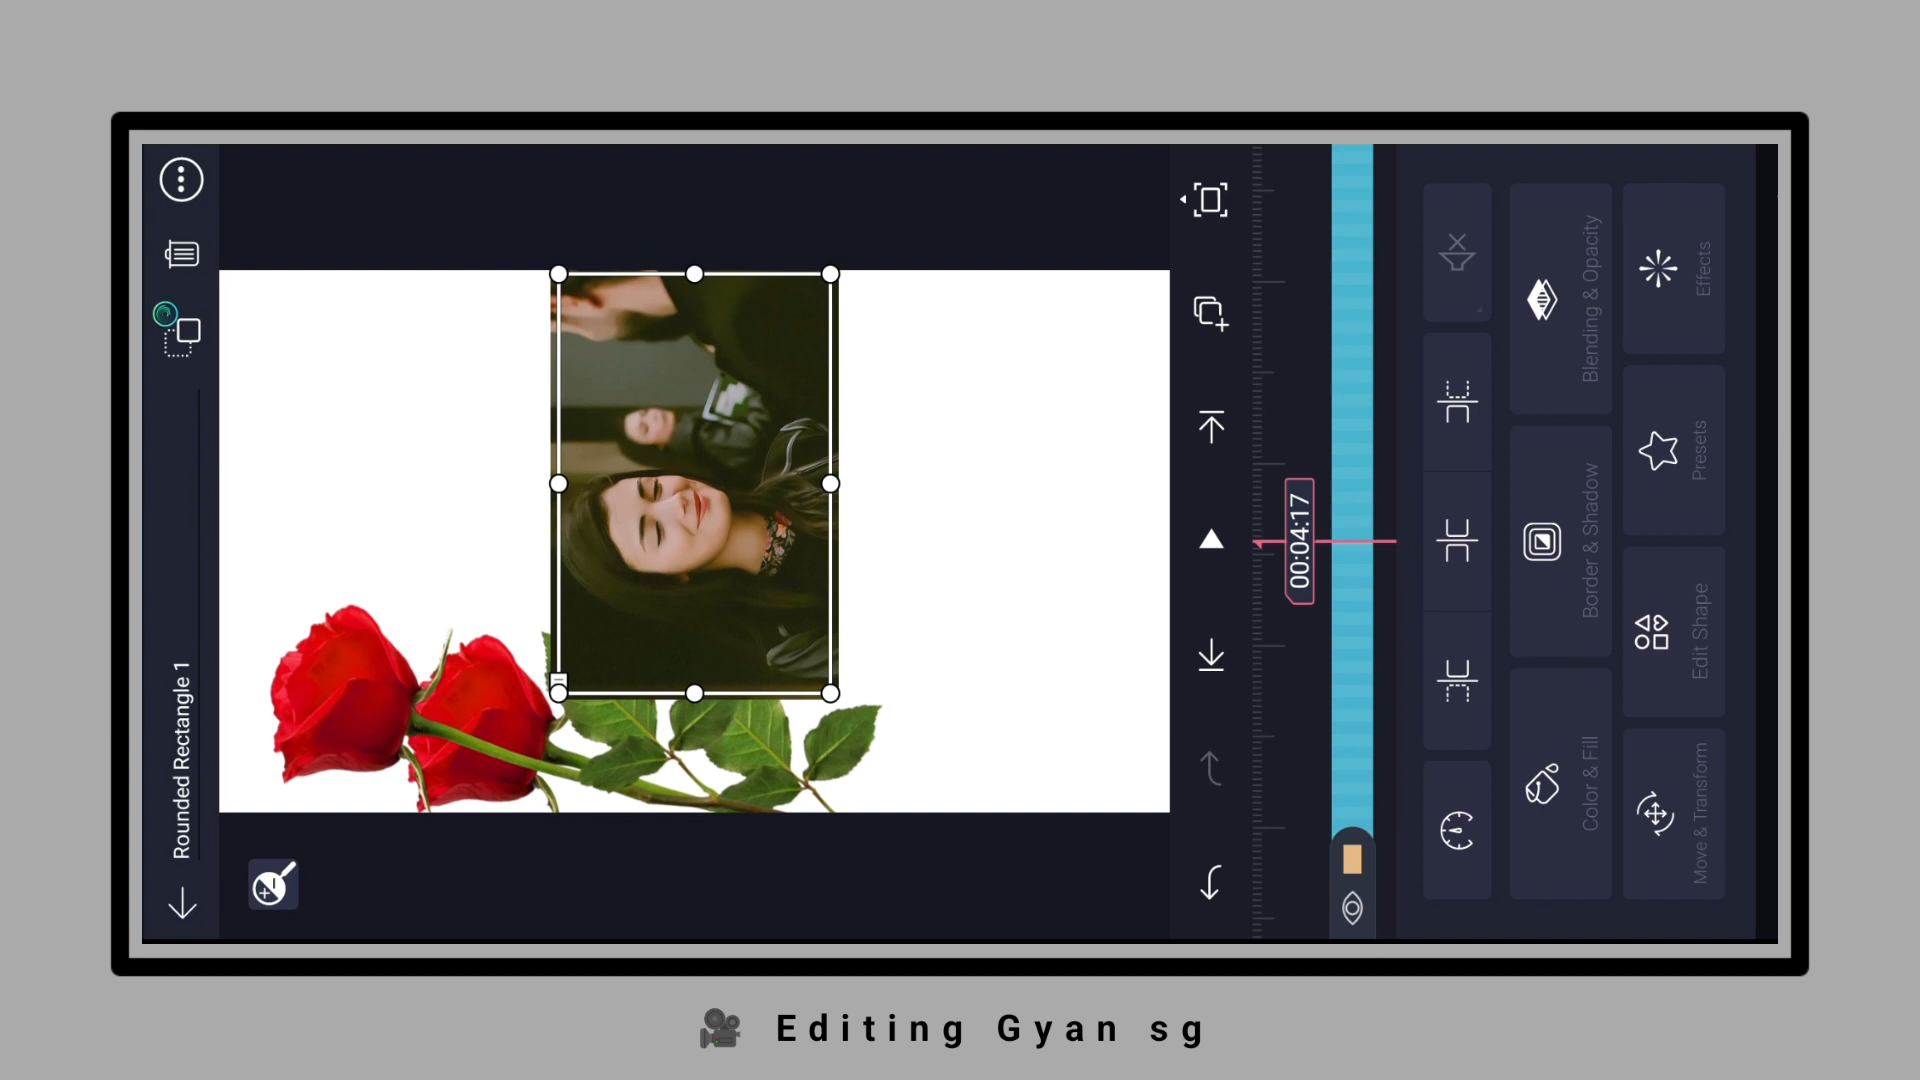 Rounded Rectangle 1
00:04:17
Color & Fill
Border & Shadow
Blending & Opacity
Move & Transform
Edit Shape
Presets
Effects
Editing Gyan sg